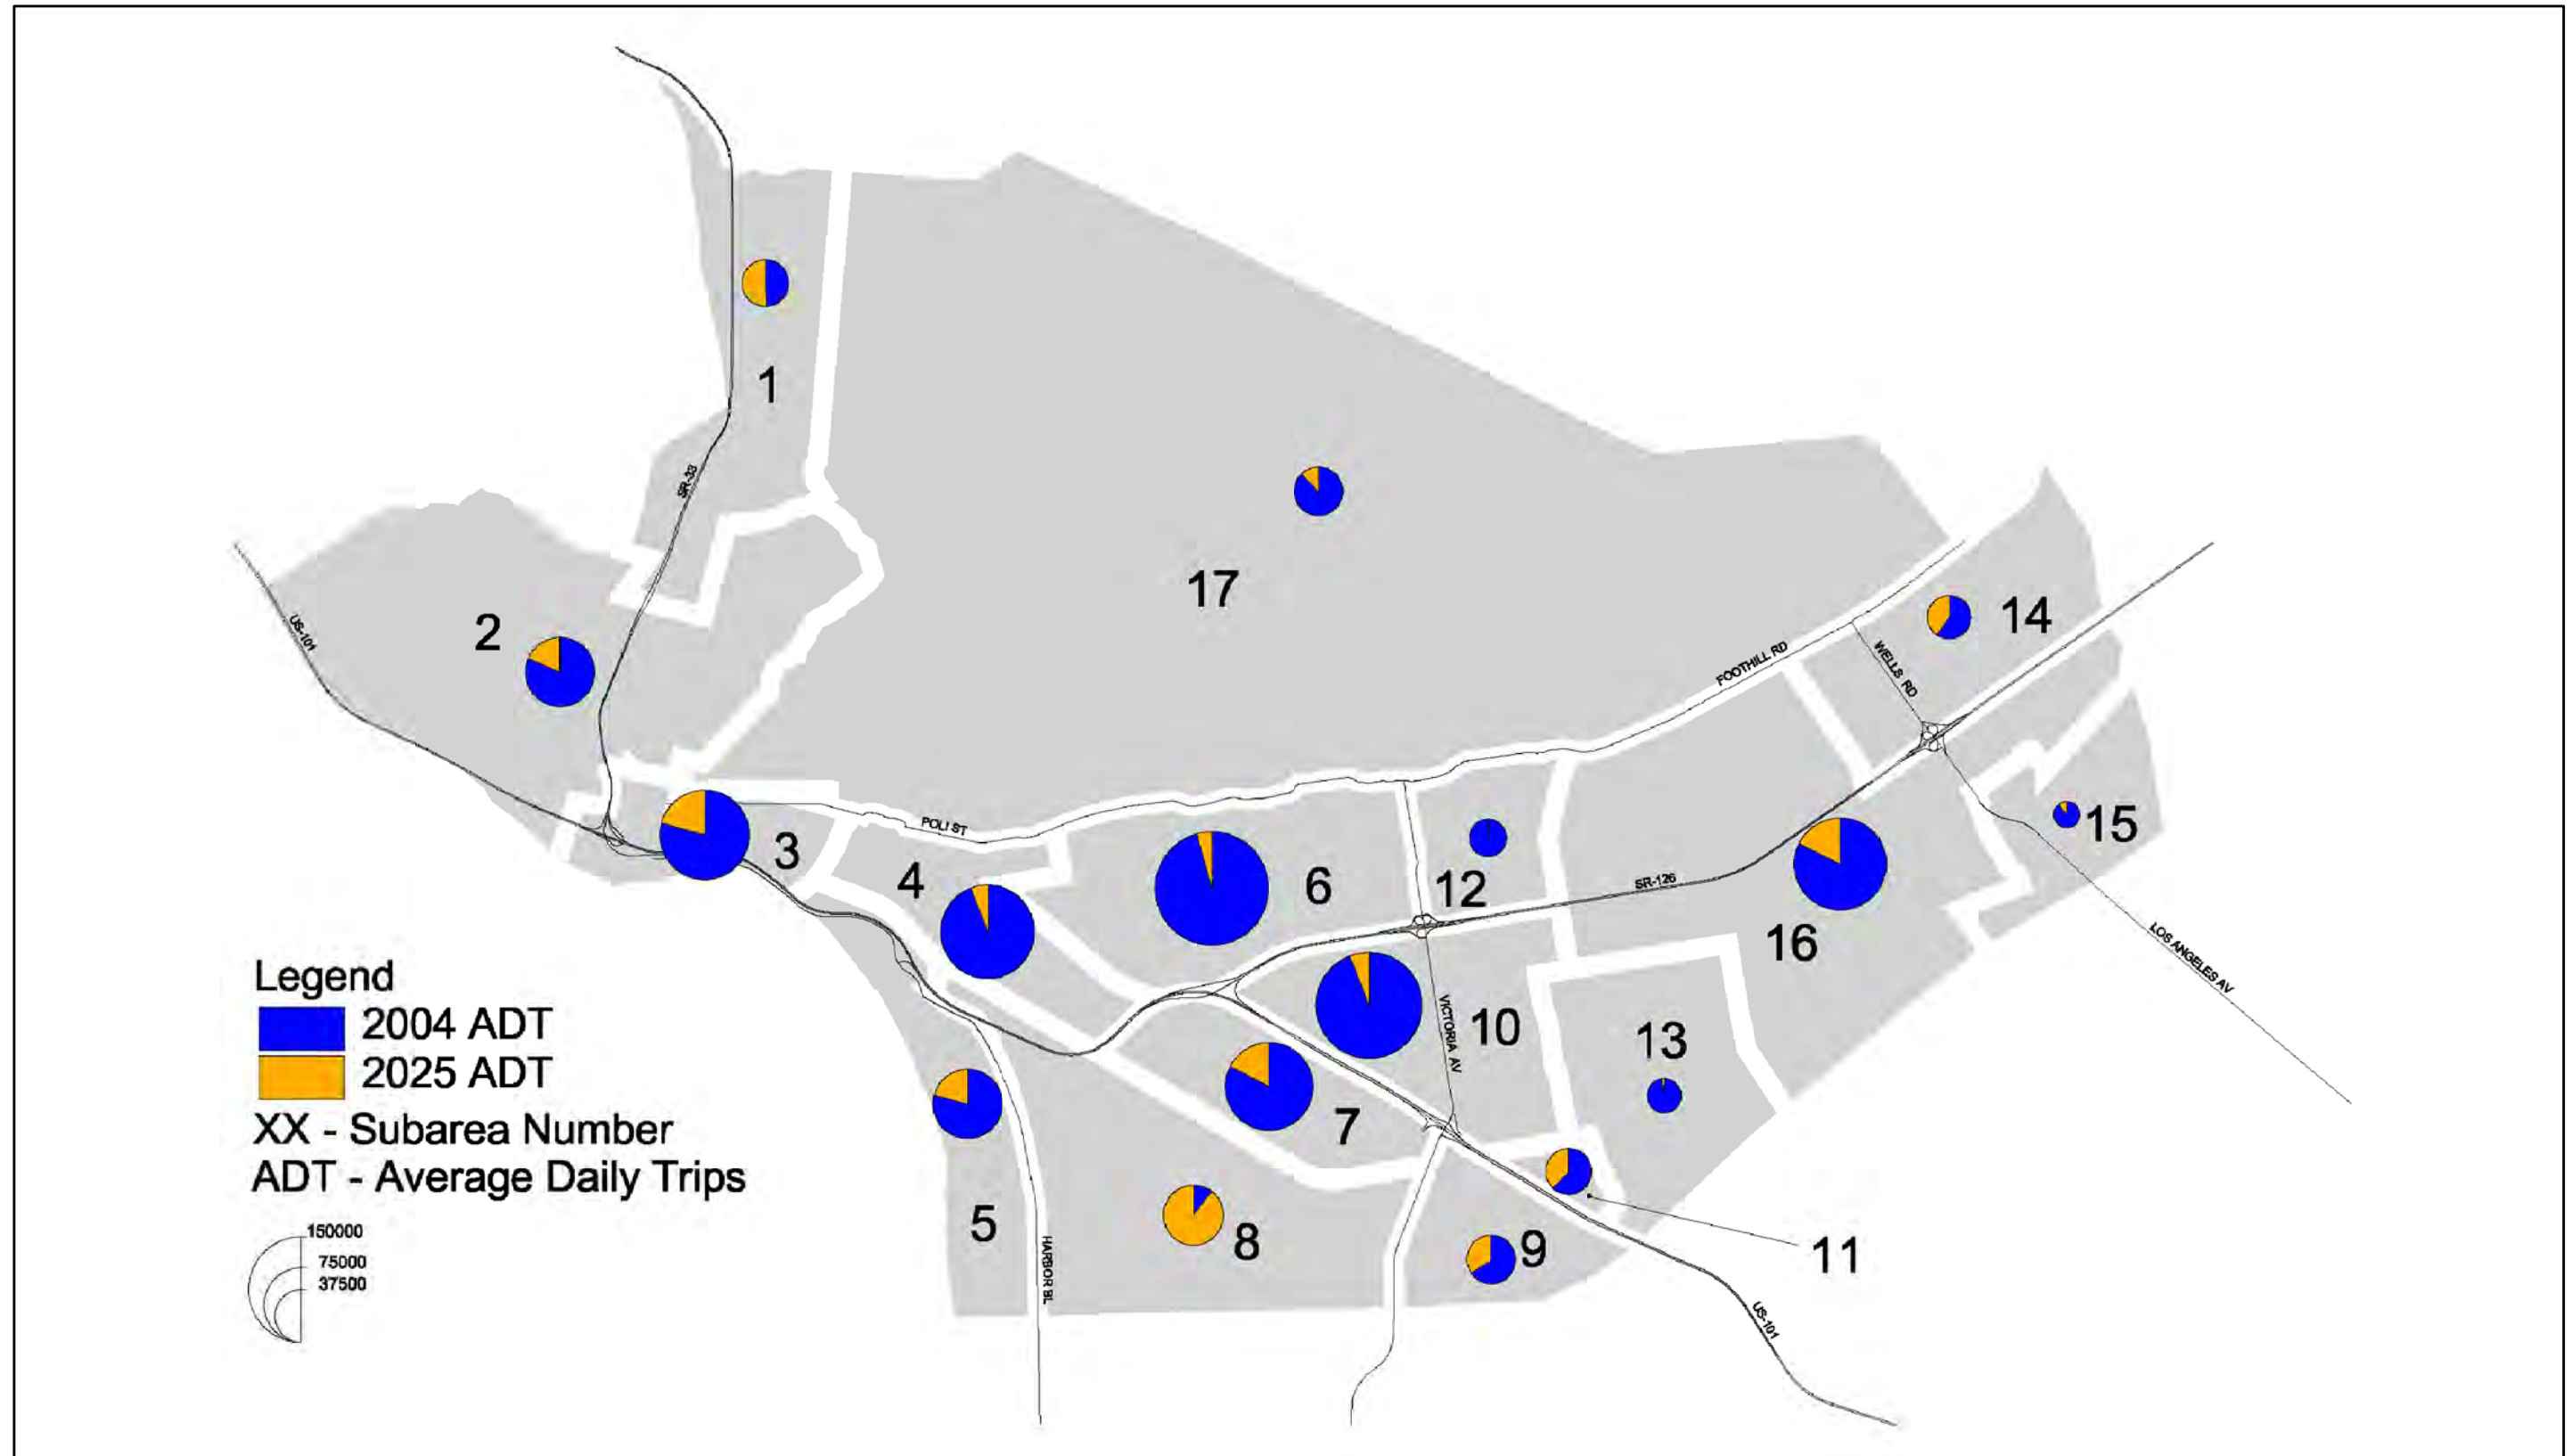 1
SR-33
17
2
US-101
14
FOOTHILL RD
WELLS RD
POLI ST
3
4
6
12
SR-126
15
16
LOS ANGELES AV
10
VICTORIA AV
13
7
5
HARBOR BL
8
9
11
US-101
Legend
2004 ADT
2025 ADT
XX - Subarea Number
ADT - Average Daily Trips
150000
75000
37500